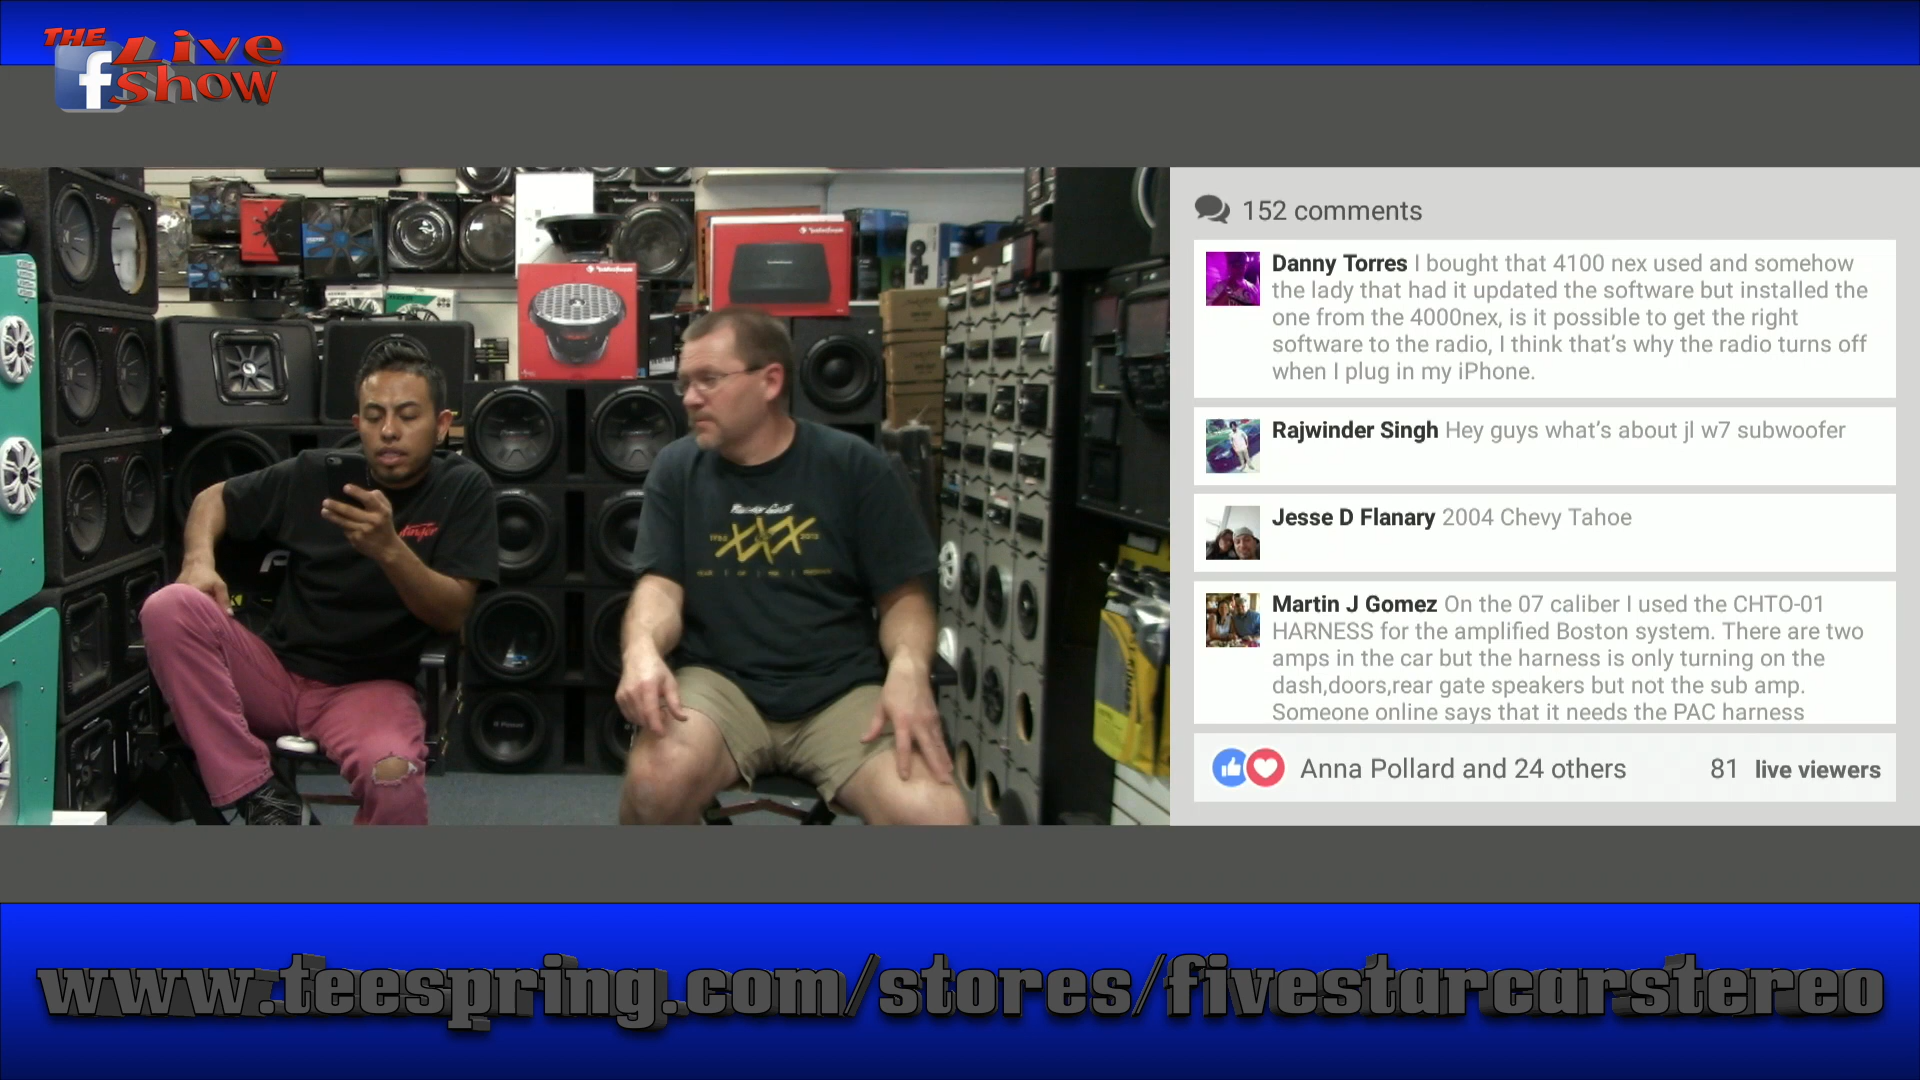 THE
Live
f Show
152 comments
Danny Torres I bought that 4100 nex used and somehow
the lady that had it updated the software but installed the
one from the 4000nex, is it possible to get the right
software to the radio, I think that’s why the radio turns off
when I plug in my iPhone.
Rajwinder Singh Hey guys what’s about jl w7 subwoofer
Jesse D Flanary 2004 Chevy Tahoe
Martin J Gomez On the 07 caliber I used the CHTO-01
HARNESS for the amplified Boston system. There are two
amps in the car but the harness is only turning on the
dash,doors,rear gate speakers but not the sub amp.
Someone online says that it needs the PAC harness
Anna Pollard and 24 others 81 live viewers
www.teespring.com/stores/fivestarcarstereo